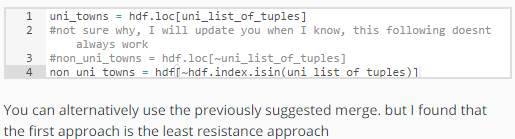 1 uni_towns = hdf.loc[uni_list_of_tuples]
2 #not sure why, I will update you when I know, this following doesnt
always work
3 #non_uni_towns = hdf.loc[~uni_list_of_tuples]
4 non_uni_towns = hdf[~hdf.index.isin(uni_list_of_tuples)]
You can alternatively use the previously suggested merge. but I found that
the first approach is the least resistance approach